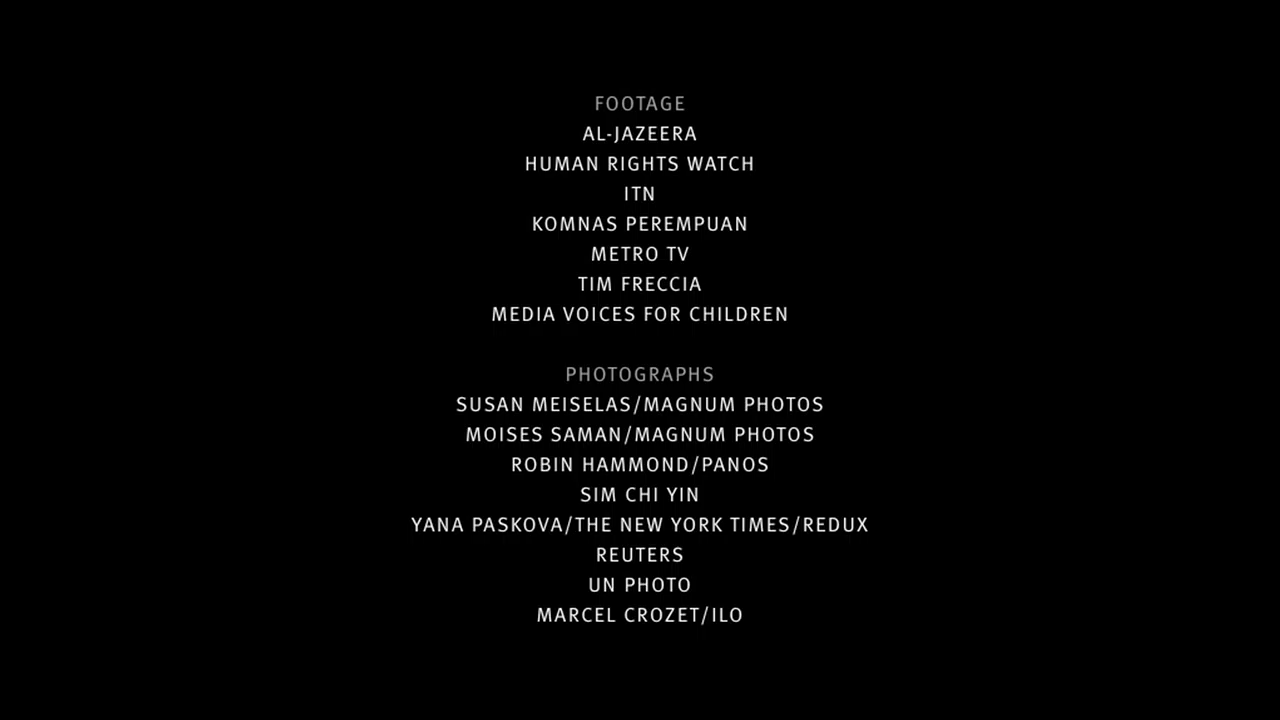 FOOTAGE
AL-JAZEERA
HUMAN RIGHTS WATCH
ITN
KOMNAS PEREMPUAN
METRO TV
TIM FRECCIA
MEDIA VOICES FOR CHILDREN
PHOTOGRAPHS
SUSAN MEISELAS/MAGNUM PHOTOS
MOISES SAMAN/MAGNUM PHOTOS
ROBIN HAMMOND/PANOS
SIM CHI YIN
YANA PASKOVA/THE NEW YORK TIMES/REDUX
REUTERS
UN PHOTO
MARCEL CROZET/ILO